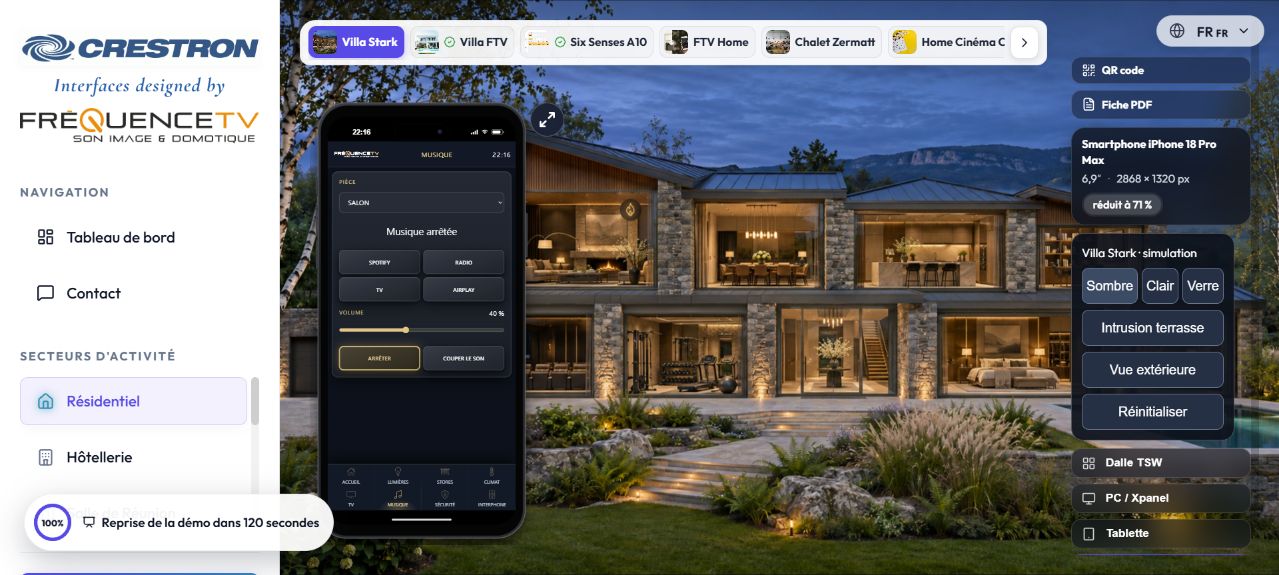 CRESTRON
Interfaces designed by
FRÉQUENCETV
SON IMAGE & DOMOTIQUE
NAVIGATION
Tableau de bord
Contact
SECTEURS D'ACTIVITÉ
Résidentiel
Hôtellerie
100%
Reprise de la démo dans 120 secondes
Villa Stark
Villa FTV
Six Senses A10
FTV Home
Chalet Zermatt
Home Cinéma C
FR FR
22:16
FRÉQUENCETV
MUSIQUE
22:16
PIÈCE
SALON
Musique arrêtée
SPOTIFY
RADIO
TV
AIRPLAY
VOLUME
40 %
ARRÊTER
COUPER LE SON
ACCUEIL
LUMIÈRES
STORES
CLIMAT
TV
MUSIQUE
SÉCURITÉ
INTERPHONE
QR code
Fiche PDF
Smartphone iPhone 18 Pro
Max
6,9″ · 2868 × 1320 px
réduit à 71 %
Villa Stark · simulation
Sombre
Clair
Verre
Intrusion terrasse
Vue extérieure
Réinitialiser
Dalle TSW
PC / Xpanel
Tablette